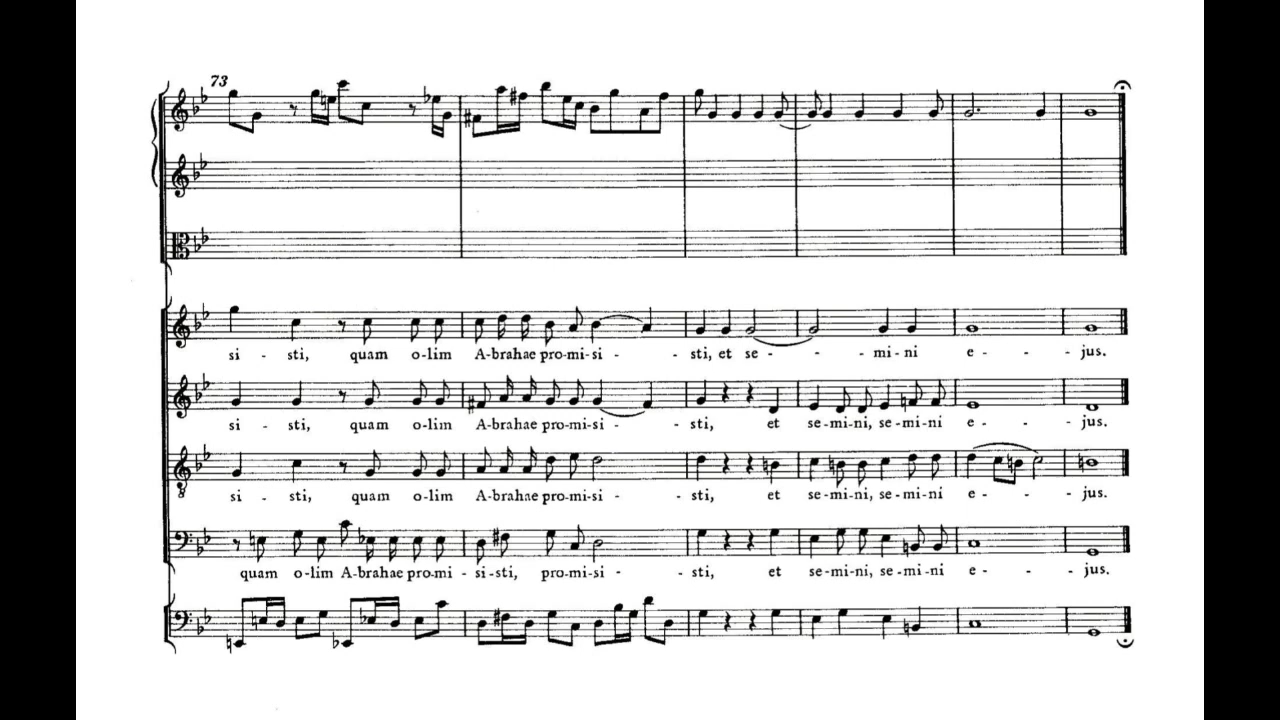 73
si - sti, quam o-lim A-brahae pro-mi-si - - sti, et se - - - mi - ni e - - - jus.
si - sti, quam o-lim A-brahae pro-mi-si - - sti, et se-mi-ni, se-mi-ni e - - - jus.
8
si - sti, quam o-lim A-brahae pro-mi-si - - sti, et se-mi-ni, se-mi-ni e - - - jus.
quam o-lim A-brahae pro-mi - si-sti, pro-mi-si - - sti, et se-mi-ni, se-mi-ni e - - - jus.